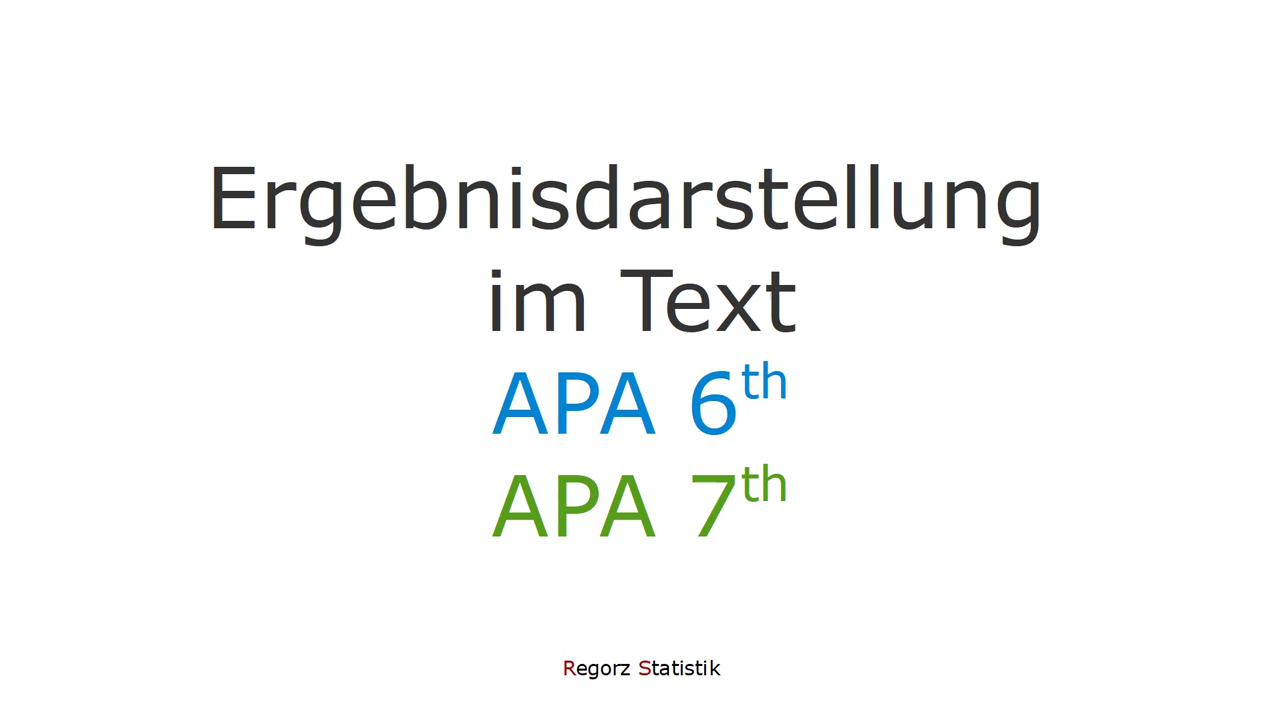 Ergebnisdarstellung
im Text
APA 6th
APA 7th
Regorz Statistik